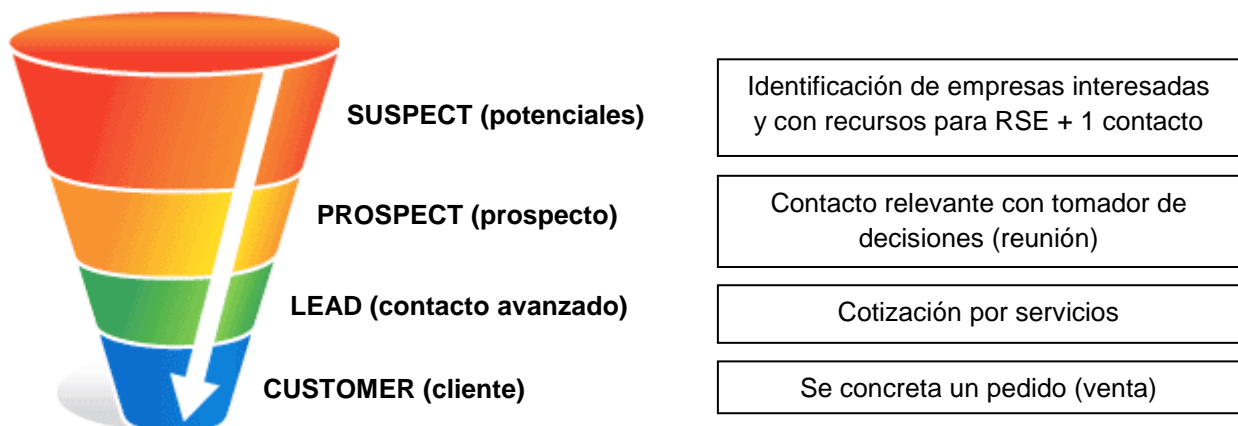 SUSPECT (potenciales)
Identificación de empresas interesadas
y con recursos para RSE + 1 contacto
PROSPECT (prospecto)
Contacto relevante con tomador de
decisiones (reunión)
LEAD (contacto avanzado)
Cotización por servicios
CUSTOMER (cliente)
Se concreta un pedido (venta)